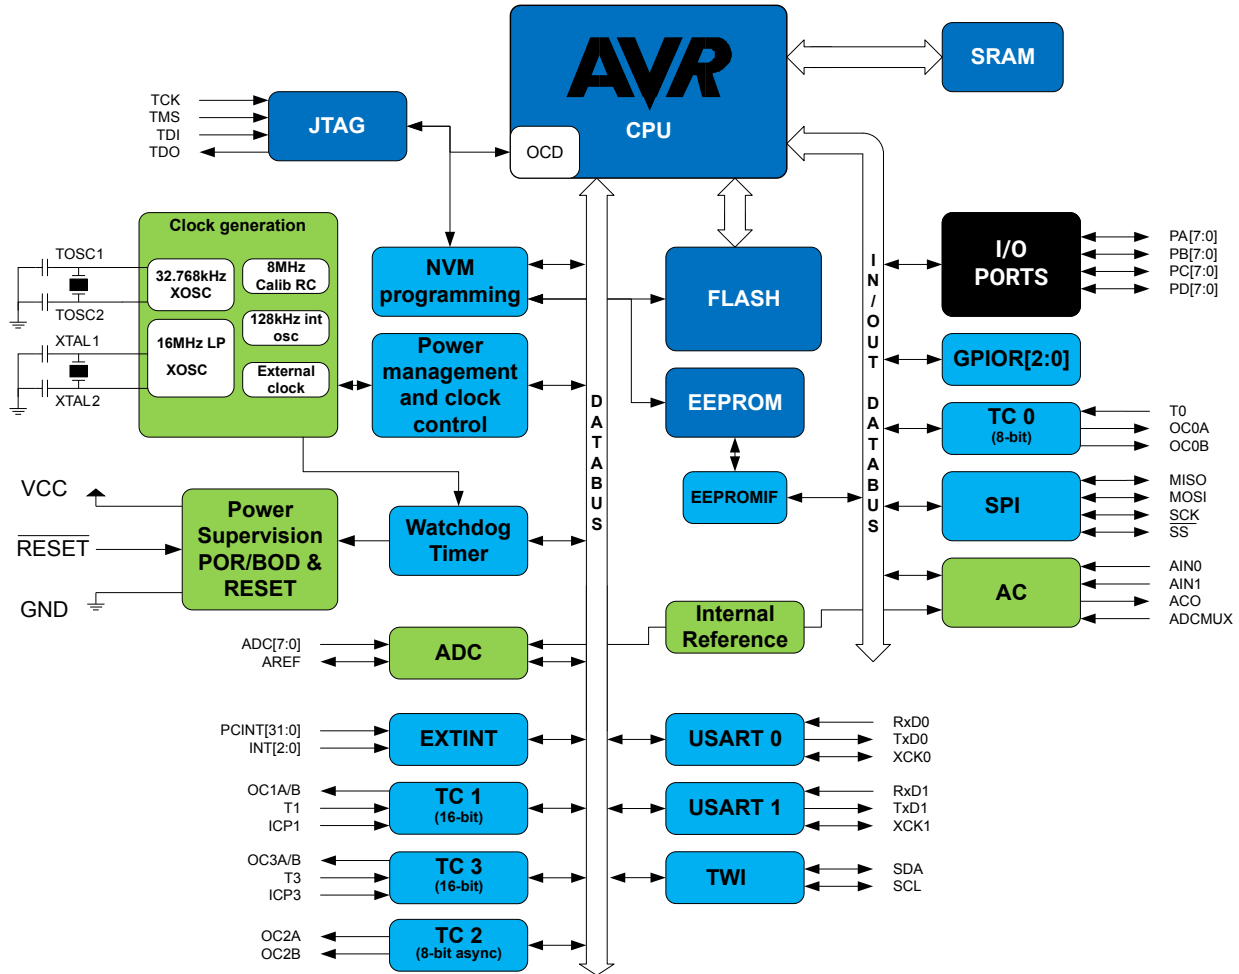 AVR
CPU
OCD
SRAM
TCK
TMS
TDI
TDO
JTAG
Clock generation
TOSC1
TOSC2
32.768kHz
XOSC
8MHz
Calib RC
128kHz int
osc
XTAL1
XTAL2
16MHz LP
XOSC
External
clock
NVM
programming
Power
management
and clock
control
FLASH
EEPROM
EEPROMIF
DATABUS
IN/OUT DATABUS
I/O
PORTS
PA[7:0]
PB[7:0]
PC[7:0]
PD[7:0]
GPIOR[2:0]
TC 0
(8-bit)
T0
OC0A
OC0B
SPI
MISO
MOSI
SCK
SS
AC
AIN0
AIN1
ACO
ADCMUX
VCC
RESET
GND
Power
Supervision
POR/BOD &
RESET
Watchdog
Timer
Internal
Reference
ADC[7:0]
AREF
ADC
PCINT[31:0]
INT[2:0]
EXTINT
USART 0
RxD0
TxD0
XCK0
OC1A/B
T1
ICP1
TC 1
(16-bit)
USART 1
RxD1
TxD1
XCK1
OC3A/B
T3
ICP3
TC 3
(16-bit)
TWI
SDA
SCL
OC2A
OC2B
TC 2
(8-bit async)